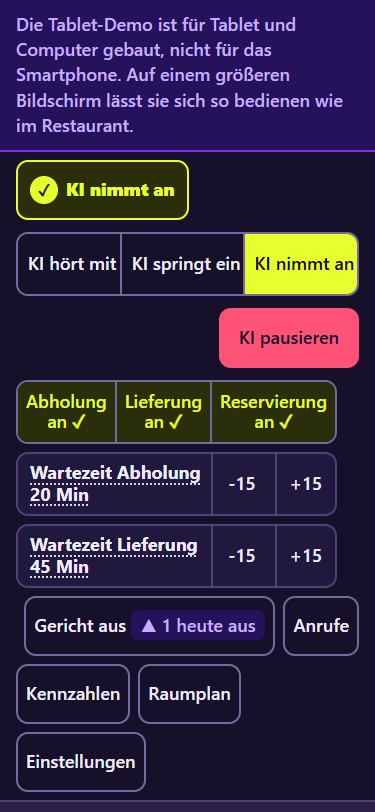 Die Tablet-Demo ist für Tablet und
Computer gebaut, nicht für das
Smartphone. Auf einem größeren
Bildschirm lässt sie sich so bedienen wie
im Restaurant.
✓ KI nimmt an
KI hört mit KI springt ein KI nimmt an
KI pausieren
Abholung Lieferung Reservierung
an ✓ an ✓ an ✓
Wartezeit Abholung
20 Min -15 +15
Wartezeit Lieferung
45 Min -15 +15
Gericht aus ▲ 1 heute aus Anrufe
Kennzahlen Raumplan
Einstellungen